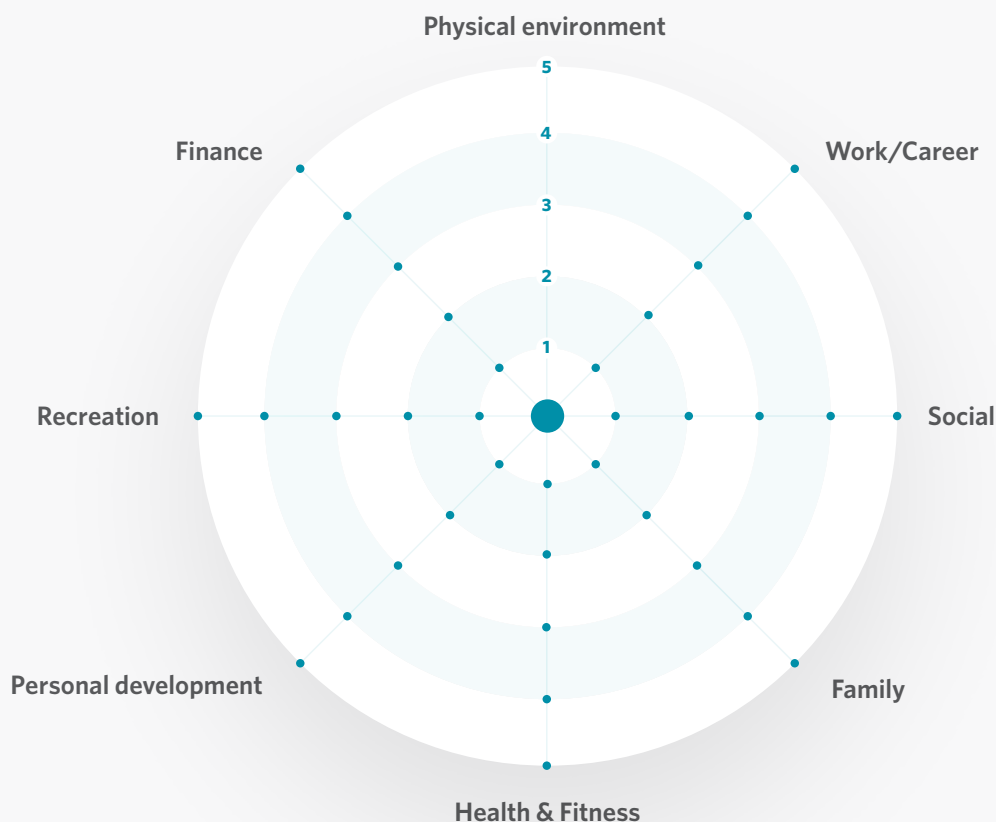 Physical environment
5
4
Finance
Work/Career
3
2
1
Recreation
Social
Personal development
Family
Health & Fitness